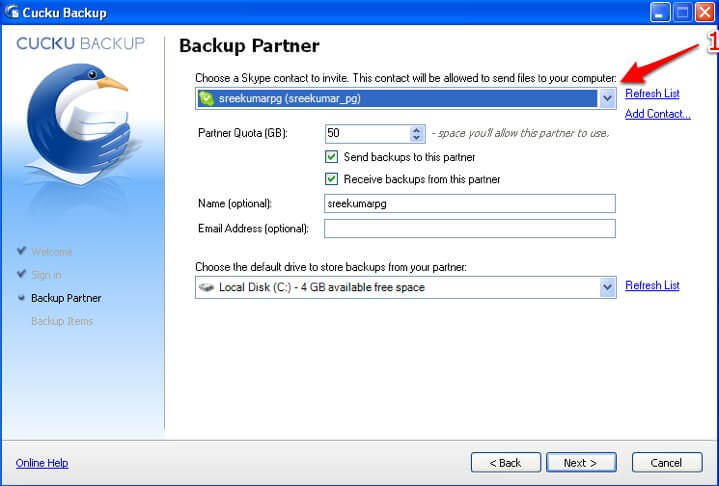 Cucku Backup
CUCKU BACKUP
Backup Partner
1
Choose a Skype contact to invite. This contact will be allowed to send files to your computer:
sreekumarpg (sreekumar_pg)
Refresh List
Add Contact...
Partner Quota (GB):
50
- space you'll allow this partner to use.
Send backups to this partner
Receive backups from this partner
Name (optional):
sreekumarpg
Email Address (optional):
Welcome
Sign in
Backup Partner
Backup Items
Choose the default drive to store backups from your partner:
Local Disk (C:) - 4 GB available free space
Refresh List
Online Help
< Back
Next >
Cancel